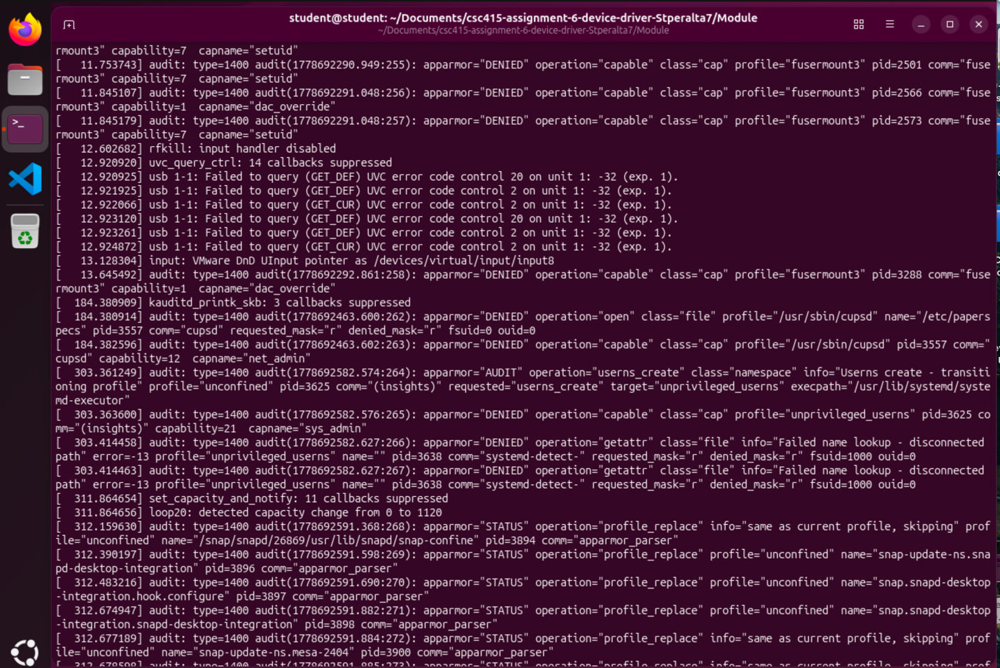 student@student: ~/Documents/csc415-assignment-6-device-driver-Stperalta7/Module
~/Documents/csc415-assignment-6-device-driver-Stperalta7/Module
rmount3" capability=7  capname="setuid"
[   11.753743] audit: type=1400 audit(1778692290.949:255): apparmor="DENIED" operation="capable" class="cap" profile="fusermount3" pid=2501 comm="fuse
rmount3" capability=7  capname="setuid"
[   11.845107] audit: type=1400 audit(1778692291.048:256): apparmor="DENIED" operation="capable" class="cap" profile="fusermount3" pid=2566 comm="fuse
rmount3" capability=1  capname="dac_override"
[   11.845179] audit: type=1400 audit(1778692291.048:257): apparmor="DENIED" operation="capable" class="cap" profile="fusermount3" pid=2573 comm="fuse
rmount3" capability=7  capname="setuid"
[   12.602682] rfkill: input handler disabled
[   12.920920] uvc_query_ctrl: 14 callbacks suppressed
[   12.920925] usb 1-1: Failed to query (GET_DEF) UVC error code control 20 on unit 1: -32 (exp. 1).
[   12.921925] usb 1-1: Failed to query (GET_DEF) UVC error code control 2 on unit 1: -32 (exp. 1).
[   12.922066] usb 1-1: Failed to query (GET_CUR) UVC error code control 2 on unit 1: -32 (exp. 1).
[   12.923120] usb 1-1: Failed to query (GET_DEF) UVC error code control 20 on unit 1: -32 (exp. 1).
[   12.923261] usb 1-1: Failed to query (GET_DEF) UVC error code control 2 on unit 1: -32 (exp. 1).
[   12.924872] usb 1-1: Failed to query (GET_CUR) UVC error code control 2 on unit 1: -32 (exp. 1).
[   13.128304] input: VMware DnD UInput pointer as /devices/virtual/input/input8
[   13.645492] audit: type=1400 audit(1778692292.861:258): apparmor="DENIED" operation="capable" class="cap" profile="fusermount3" pid=3288 comm="fuse
rmount3" capability=1  capname="dac_override"
[  184.380909] kauditd_printk_skb: 3 callbacks suppressed
[  184.380914] audit: type=1400 audit(1778692463.600:262): apparmor="DENIED" operation="open" class="file" profile="/usr/sbin/cupsd" name="/etc/papers
pecs" pid=3557 comm="cupsd" requested_mask="r" denied_mask="r" fsuid=0 ouid=0
[  184.382596] audit: type=1400 audit(1778692463.602:263): apparmor="DENIED" operation="capable" class="cap" profile="/usr/sbin/cupsd" pid=3557 comm="
cupsd" capability=12  capname="net_admin"
[  303.361249] audit: type=1400 audit(1778692582.574:264): apparmor="AUDIT" operation="userns_create" class="namespace" info="Userns create - transiti
oning profile" profile="unconfined" pid=3625 comm="(insights)" requested="userns_create" target="unprivileged_userns" execpath="/usr/lib/systemd/syste
md-executor"
[  303.363600] audit: type=1400 audit(1778692582.576:265): apparmor="DENIED" operation="capable" class="cap" profile="unprivileged_userns" pid=3625 co
mm="(insights)" capability=21  capname="sys_admin"
[  303.414458] audit: type=1400 audit(1778692582.627:266): apparmor="DENIED" operation="getattr" class="file" info="Failed name lookup - disconnected
path" error=-13 profile="unprivileged_userns" name="" pid=3638 comm="systemd-detect-" requested_mask="r" denied_mask="r" fsuid=1000 ouid=0
[  303.414463] audit: type=1400 audit(1778692582.627:267): apparmor="DENIED" operation="getattr" class="file" info="Failed name lookup - disconnected
path" error=-13 profile="unprivileged_userns" name="" pid=3638 comm="systemd-detect-" requested_mask="r" denied_mask="r" fsuid=1000 ouid=0
[  311.864654] set_capacity_and_notify: 11 callbacks suppressed
[  311.864656] loop20: detected capacity change from 0 to 1120
[  312.159630] audit: type=1400 audit(1778692591.368:268): apparmor="STATUS" operation="profile_replace" info="same as current profile, skipping" prof
ile="unconfined" name="/snap/snapd/26869/usr/lib/snapd/snap-confine" pid=3894 comm="apparmor_parser"
[  312.390197] audit: type=1400 audit(1778692591.598:269): apparmor="STATUS" operation="profile_replace" profile="unconfined" name="snap-update-ns.sna
pd-desktop-integration" pid=3896 comm="apparmor_parser"
[  312.483216] audit: type=1400 audit(1778692591.690:270): apparmor="STATUS" operation="profile_replace" profile="unconfined" name="snap.snapd-desktop
-integration.hook.configure" pid=3897 comm="apparmor_parser"
[  312.674947] audit: type=1400 audit(1778692591.882:271): apparmor="STATUS" operation="profile_replace" profile="unconfined" name="snap.snapd-desktop
-integration.snapd-desktop-integration" pid=3898 comm="apparmor_parser"
[  312.677189] audit: type=1400 audit(1778692591.884:272): apparmor="STATUS" operation="profile_replace" info="same as current profile, skipping" prof
ile="unconfined" name="snap-update-ns.mesa-2404" pid=3900 comm="apparmor_parser"
[  312.678598] audit: type=1400 audit(1778692591.885:273): apparmor="STATUS" operation="profile_replace" info="same as current profile, skipping" prof